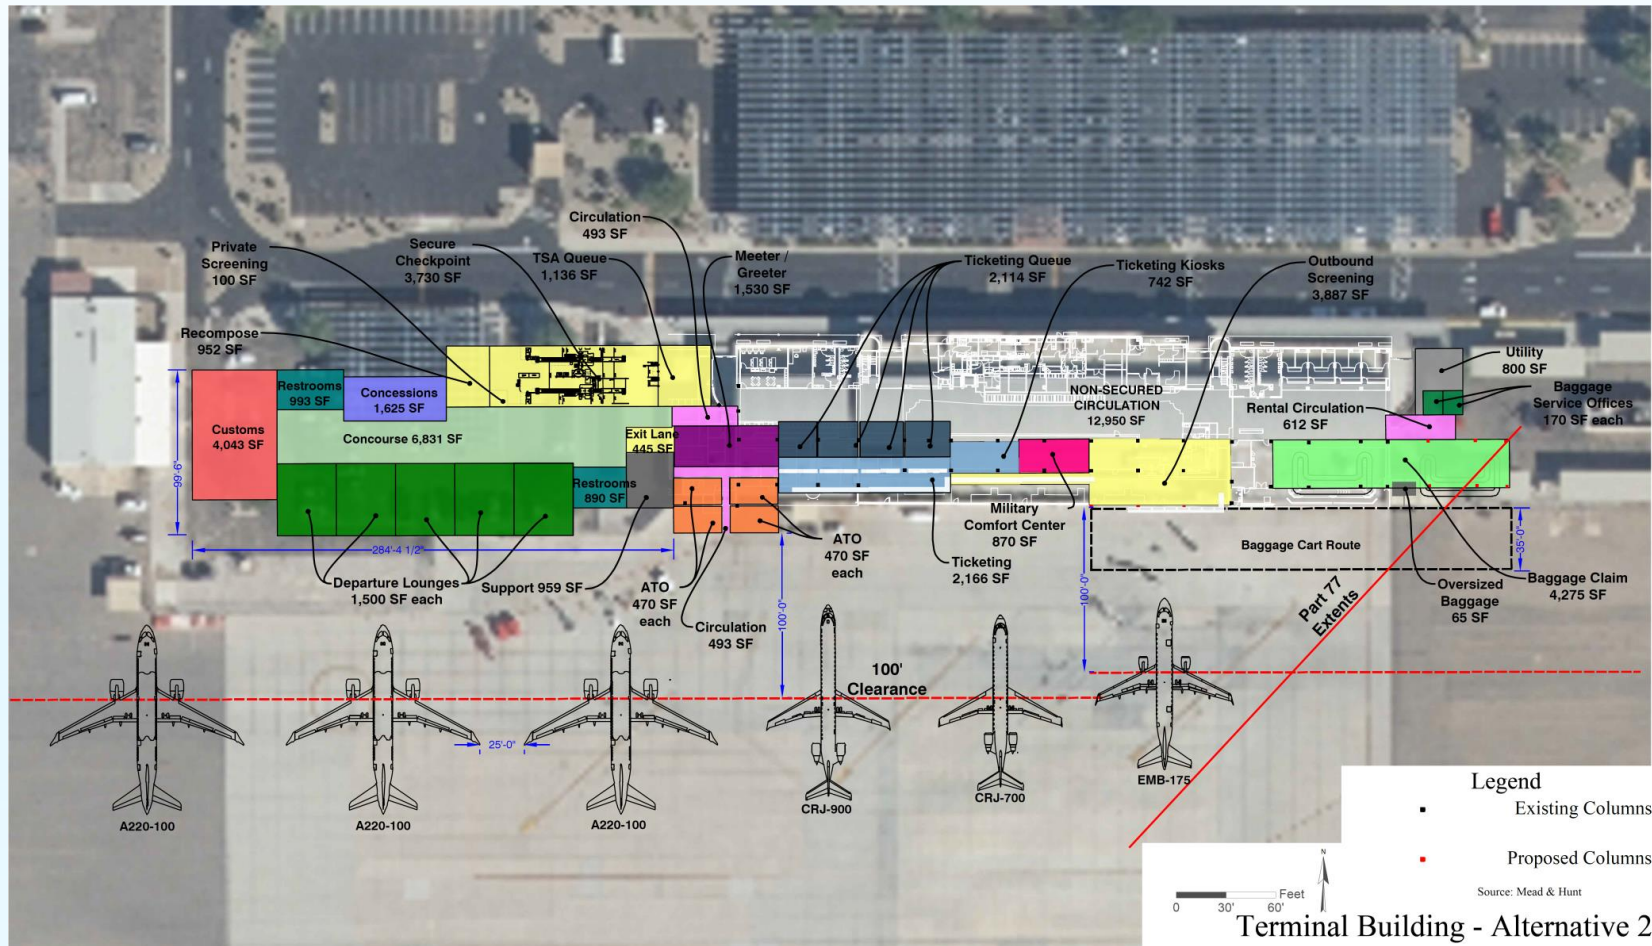 Circulation
493 SF
Private
Screening
100 SF
Secure
Checkpoint
3,730 SF
TSA Queue
1,136 SF
Meeter /
Greeter
1,530 SF
Ticketing Queue
2,114 SF
Ticketing Kiosks
742 SF
Outbound
Screening
3,887 SF
Recompose
952 SF
Utility
800 SF
Restrooms
993 SF
Concessions
1,625 SF
NON-SECURED
CIRCULATION
12,950 SF
Baggage
Service Offices
170 SF each
Rental Circulation
612 SF
Customs
4,043 SF
Concourse 6,831 SF
Exit Lane
445 SF
99'-6"
Restrooms
890 SF
Military
Comfort Center
870 SF
284'-4 1/2"
ATO
470 SF
each
Baggage Cart Route
35'-0"
Departure Lounges
1,500 SF each
Support 959 SF
ATO
470 SF
each
Ticketing
2,166 SF
Baggage Claim
4,275 SF
Oversized
Baggage
65 SF
Circulation
493 SF
100'-0"
100'-0"
Part 77
Extents
100'
Clearance
25'-0"
A220-100
A220-100
A220-100
CRJ-900
CRJ-700
EMB-175
Legend
Existing Columns
Proposed Columns
Source: Mead & Hunt
N
Feet
0 30' 60'
Terminal Building - Alternative 2